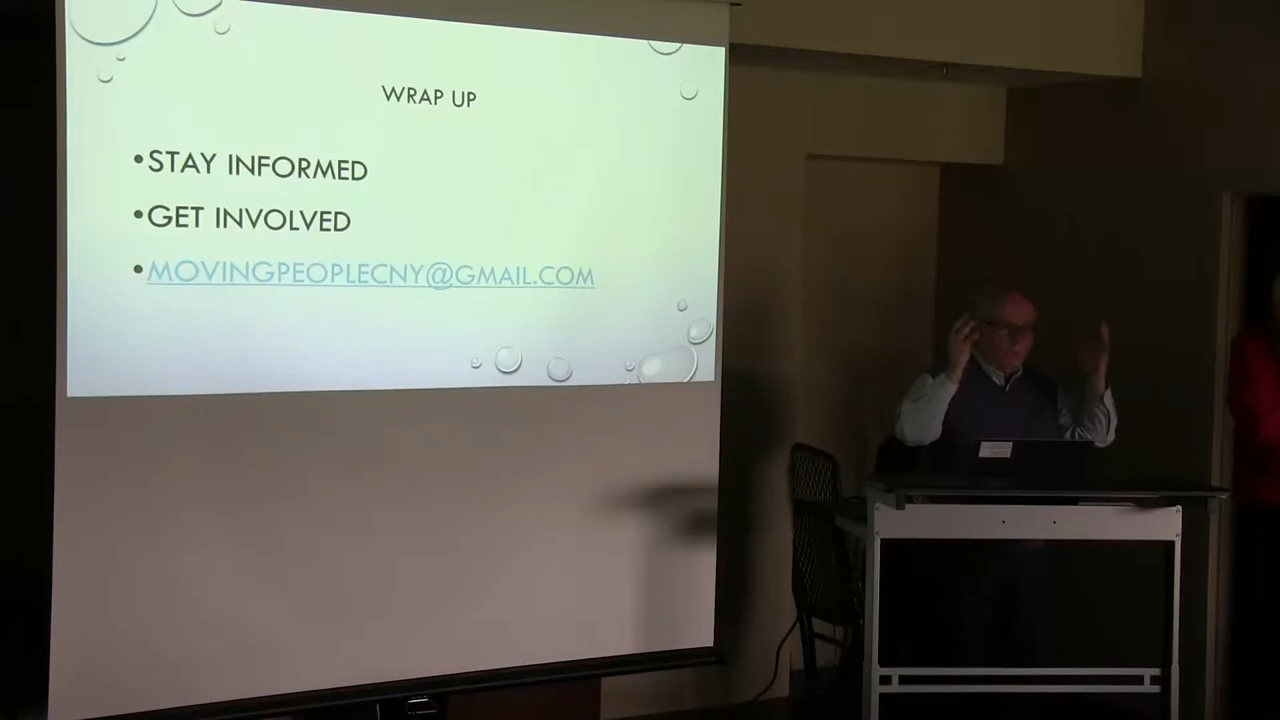 WRAP UP
•STAY INFORMED
•GET INVOLVED
•MOVINGPEOPLECNY@GMAIL.COM